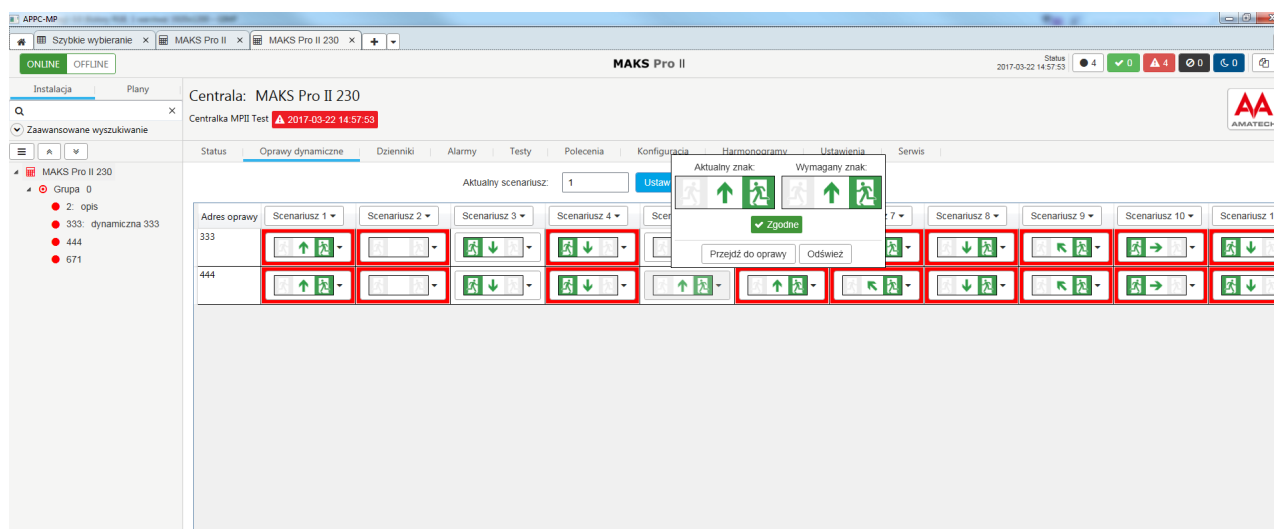 APPC-MP
Szybkie wybieranie × MAKS Pro II × MAKS Pro II 230 × +
ONLINE OFFLINE MAKS Pro II Status 2017-03-22 14:57:53 4 0 4 0 0
Instalacja Plany
Centrala: MAKS Pro II 230
Centralka MPII Test 2017-03-22 14:57:53
AMATECH
Zaawansowane wyszukiwanie
Status Oprawy dynamiczne Dzienniki Alarmy Testy Polecenia Konfiguracja Harmonogramy Ustawienia Serwis
MAKS Pro II 230
Grupa 0
2: opis
333: dynamiczna 333
444
671
Aktualny scenariusz: 1 Ustaw
Aktualny znak: Wymagany znak:
Zgodne
Przejdź do oprawy Odśwież
Adres oprawy Scenariusz 1 Scenariusz 2 Scenariusz 3 Scenariusz 4 Scer 7 Scenariusz 8 Scenariusz 9 Scenariusz 10 Scenariusz 1
333
444